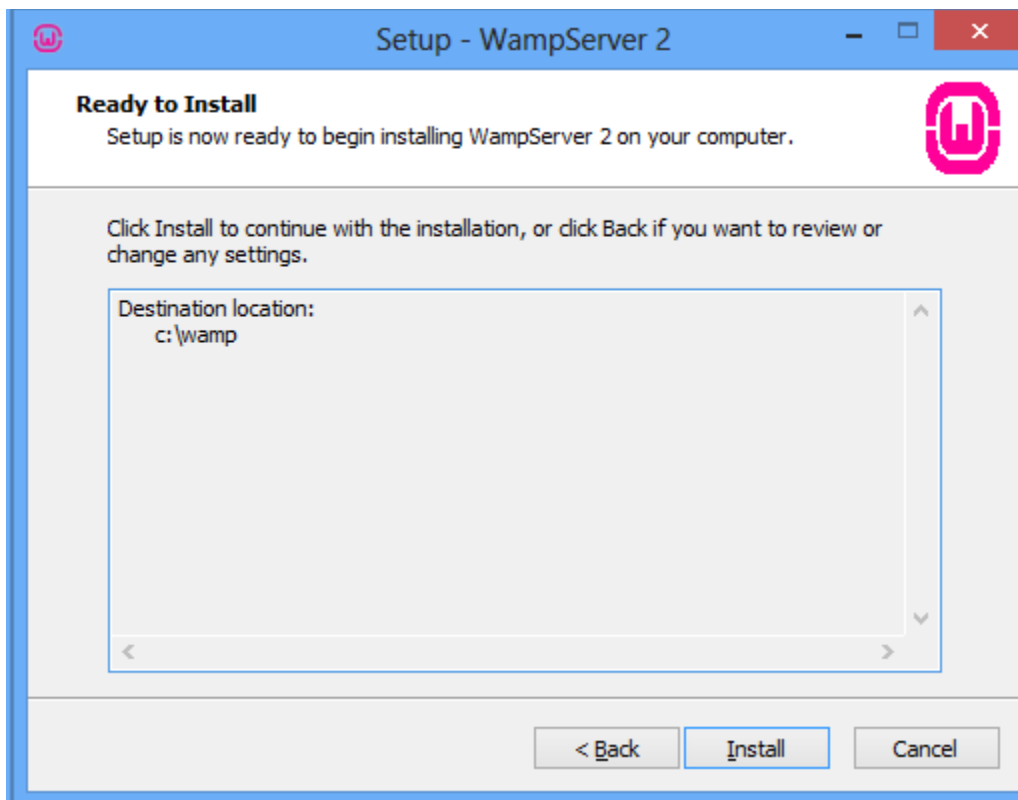 Setup - WampServer 2
Ready to Install
Setup is now ready to begin installing WampServer 2 on your computer.
Click Install to continue with the installation, or click Back if you want to review or
change any settings.
Destination location:
c:\wamp
< Back
Install
Cancel